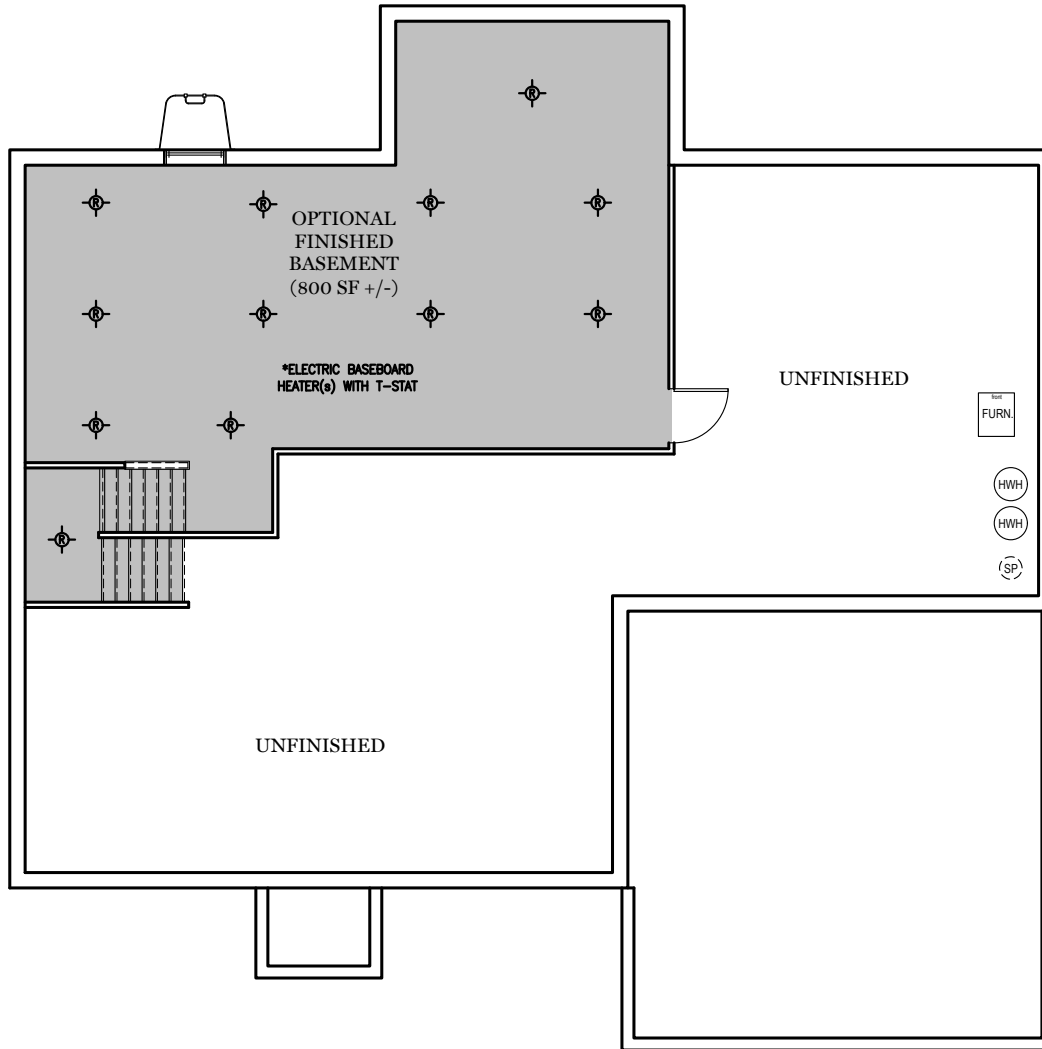 R
R
R
R
R
OPTIONAL
FINISHED
BASEMENT
(800 SF +/-)
R
R
R
R
*ELECTRIC BASEBOARD
HEATER(s) WITH T-STAT
UNFINISHED
front
FURN.
R
R
HWH
HWH
R
SP
UNFINISHED